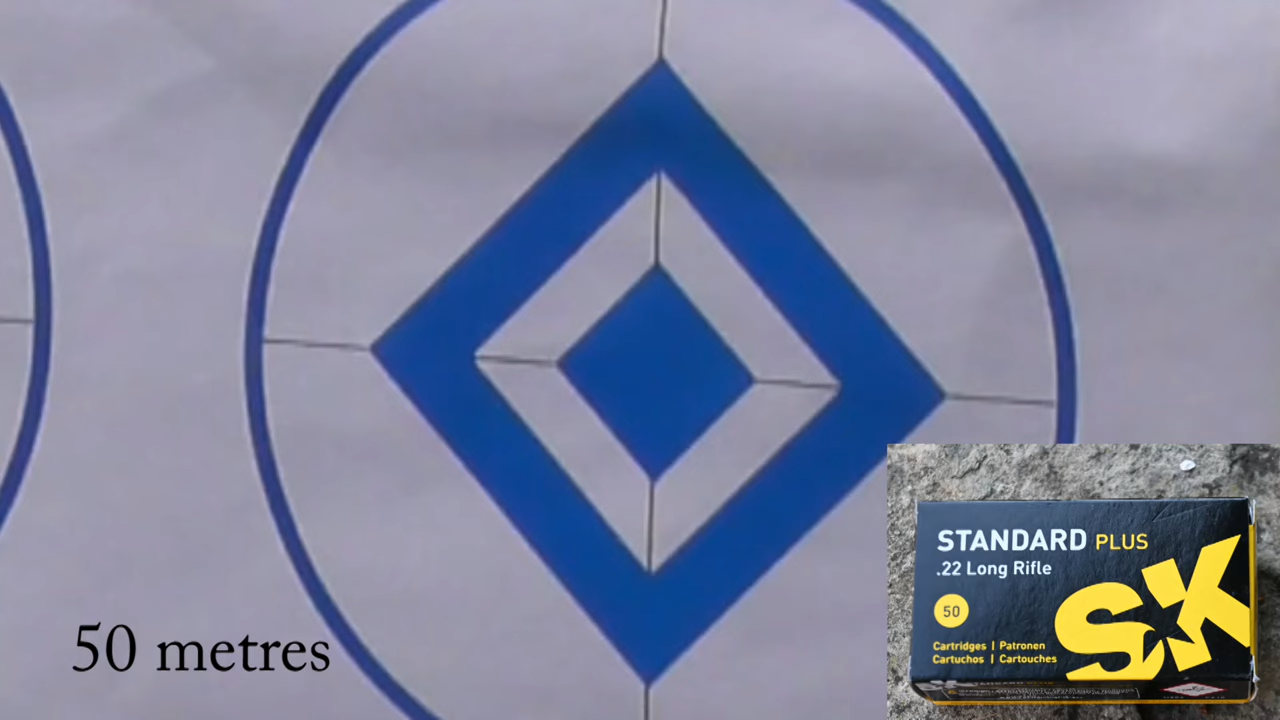 50 metres
STANDARD PLUS
.22 Long Rifle
50
SK
Cartridges | Patronen
Cartuchos | Cartouches